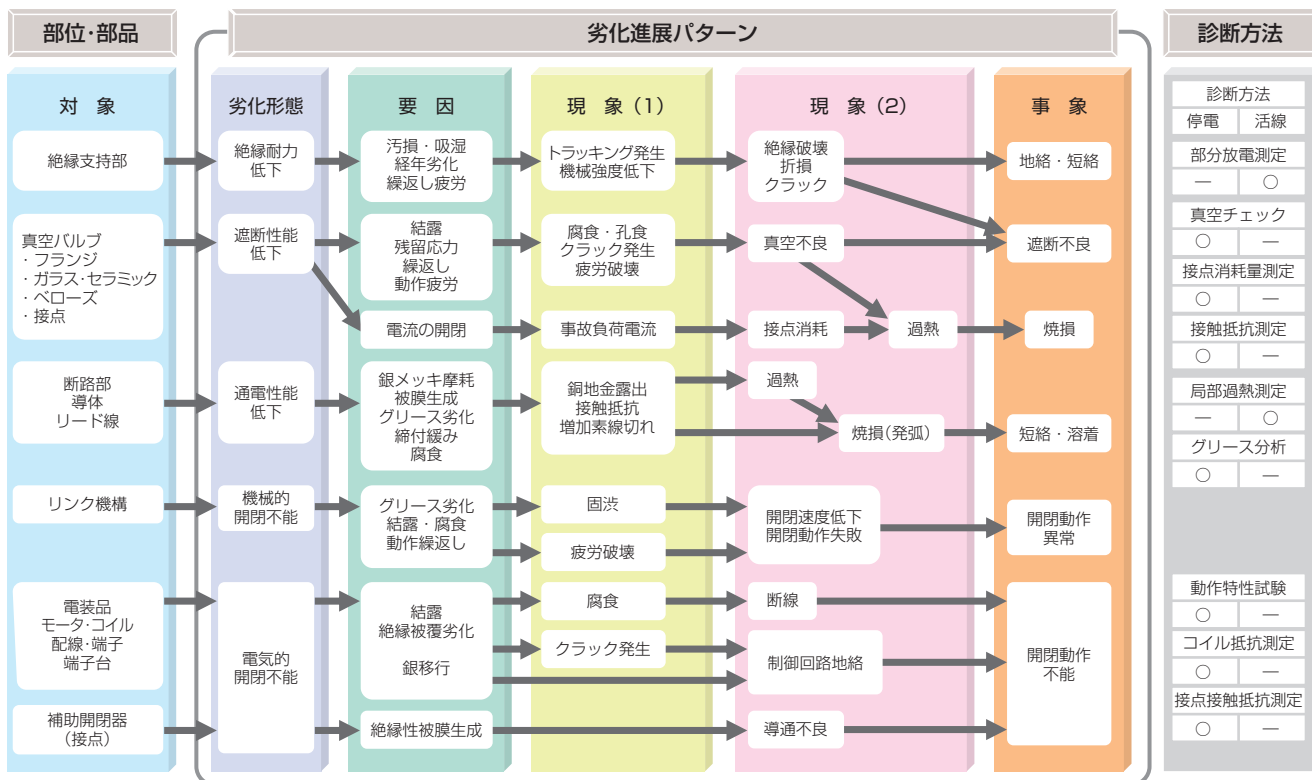 部位・部品
劣化進展パターン
診断方法
対　象
劣化形態
要　因
現　象（1）
現　象（2）
事　象
診断方法
停電
活線
絶縁支持部
絶縁耐力
低下
汚損・吸湿
経年劣化
繰返し疲労
トラッキング発生
機械強度低下
絶縁破壊
折損
クラック
地絡・短絡
部分放電測定
―
○
真空バルブ
・フランジ
・ガラス・セラミック
・ベローズ
・接点
遮断性能
低下
結露
残留応力
繰返し
動作疲労
腐食・孔食
クラック発生
疲労破壊
真空不良
遮断不良
真空チェック
○
―
接点消耗量測定
○
―
電流の開閉
事故負荷電流
接点消耗
過熱
焼損
接触抵抗測定
○
―
断路部
導体
リード線
通電性能
低下
銀メッキ摩耗
被膜生成
グリース劣化
締付緩み
腐食
銅地金露出
接触抵抗
増加素線切れ
過熱
焼損(発弧)
短絡・溶着
局部過熱測定
―
○
グリース分析
○
―
リンク機構
機械的
開閉不能
グリース劣化
結露・腐食
動作繰返し
固渋
疲労破壊
開閉速度低下
開閉動作失敗
開閉動作
異常
電装品
モータ・コイル
配線・端子
端子台
電気的
開閉不能
結露
絶縁被覆劣化
銀移行
腐食
クラック発生
断線
制御回路地絡
開閉動作
不能
動作特性試験
○
―
コイル抵抗測定
○
―
接点接触抵抗測定
○
―
補助開閉器
(接点)
絶縁性被膜生成
導通不良